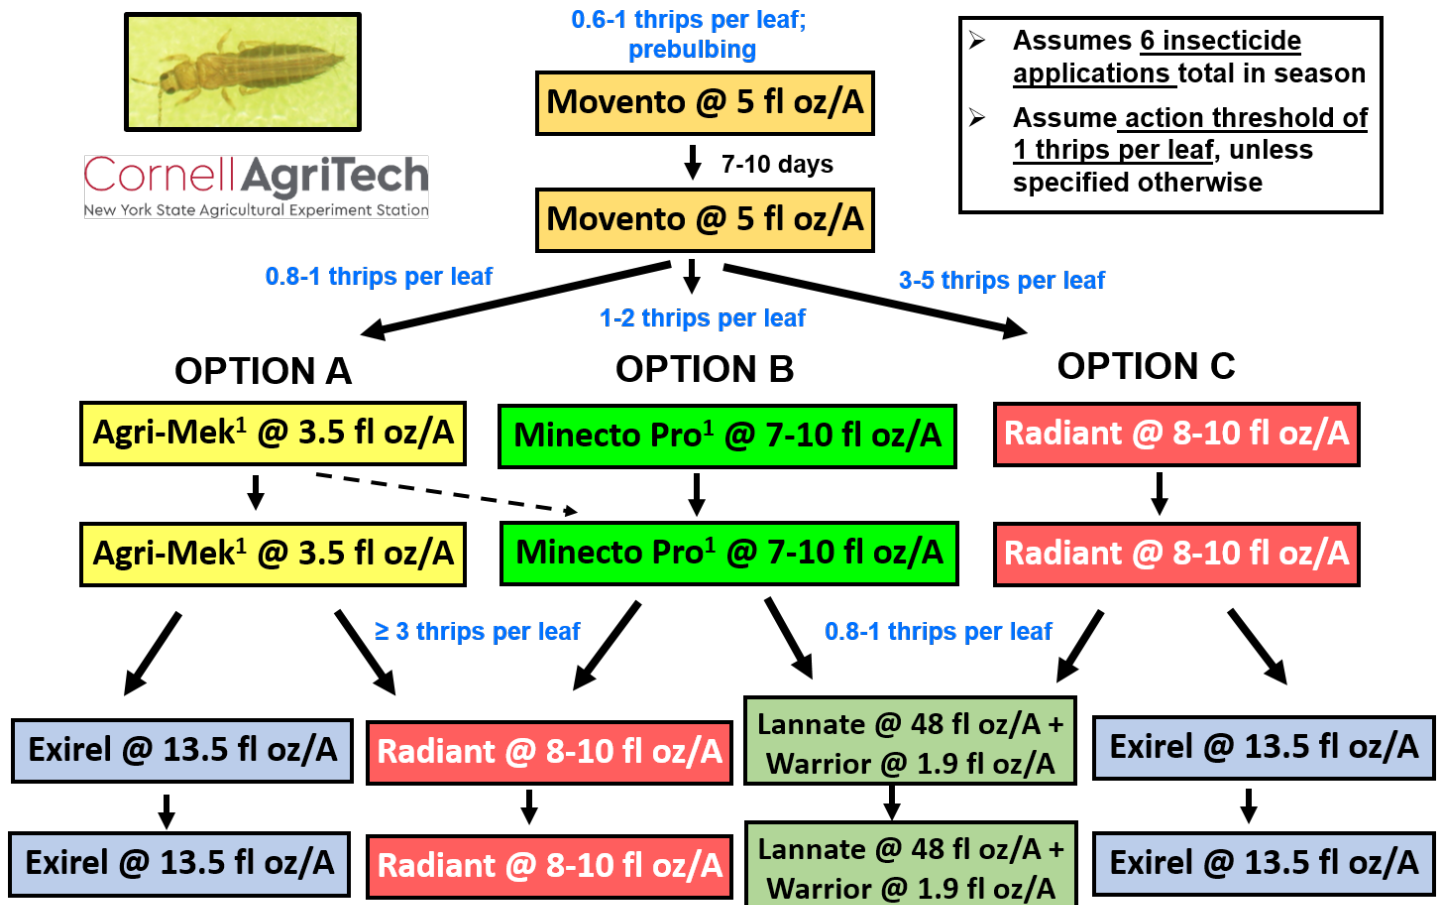 0.6-1 thrips per leaf;
prebulbing
➢ Assumes 6 insecticide
applications total in season
➢ Assume action threshold of
1 thrips per leaf, unless
specified otherwise
Movento @ 5 fl oz/A
Cornell AgriTech
New York State Agricultural Experiment Station
7-10 days
Movento @ 5 fl oz/A
0.8-1 thrips per leaf
1-2 thrips per leaf
3-5 thrips per leaf
OPTION A
OPTION B
OPTION C
Agri-Mek¹ @ 3.5 fl oz/A
Minecto Pro¹ @ 7-10 fl oz/A
Radiant @ 8-10 fl oz/A
Agri-Mek¹ @ 3.5 fl oz/A
Minecto Pro¹ @ 7-10 fl oz/A
Radiant @ 8-10 fl oz/A
≥ 3 thrips per leaf
0.8-1 thrips per leaf
Exirel @ 13.5 fl oz/A
Radiant @ 8-10 fl oz/A
Lannate @ 48 fl oz/A +
Warrior @ 1.9 fl oz/A
Exirel @ 13.5 fl oz/A
Exirel @ 13.5 fl oz/A
Radiant @ 8-10 fl oz/A
Lannate @ 48 fl oz/A +
Warrior @ 1.9 fl oz/A
Exirel @ 13.5 fl oz/A